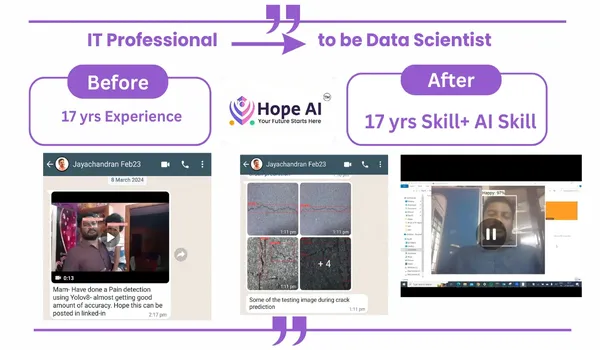 IT Professional
to be Data Scientist
Before
After
17 yrs Experience
Hope AI
TM
Your Future Starts Here
17 yrs Skill+ AI Skill
Jayachandran Feb23
8 March 2024
0:13
Mam- Have done a Pain detection
using Yolov8- almost getting good
amount of accuracy. Hope this can be
posted in linked-in
2:17 pm
Jayachandran Feb23
1:11 pm
1:11 pm
1:11 pm
+ 4
Some of the testing image during crack
prediction
1:11 pm
Happy: 97%